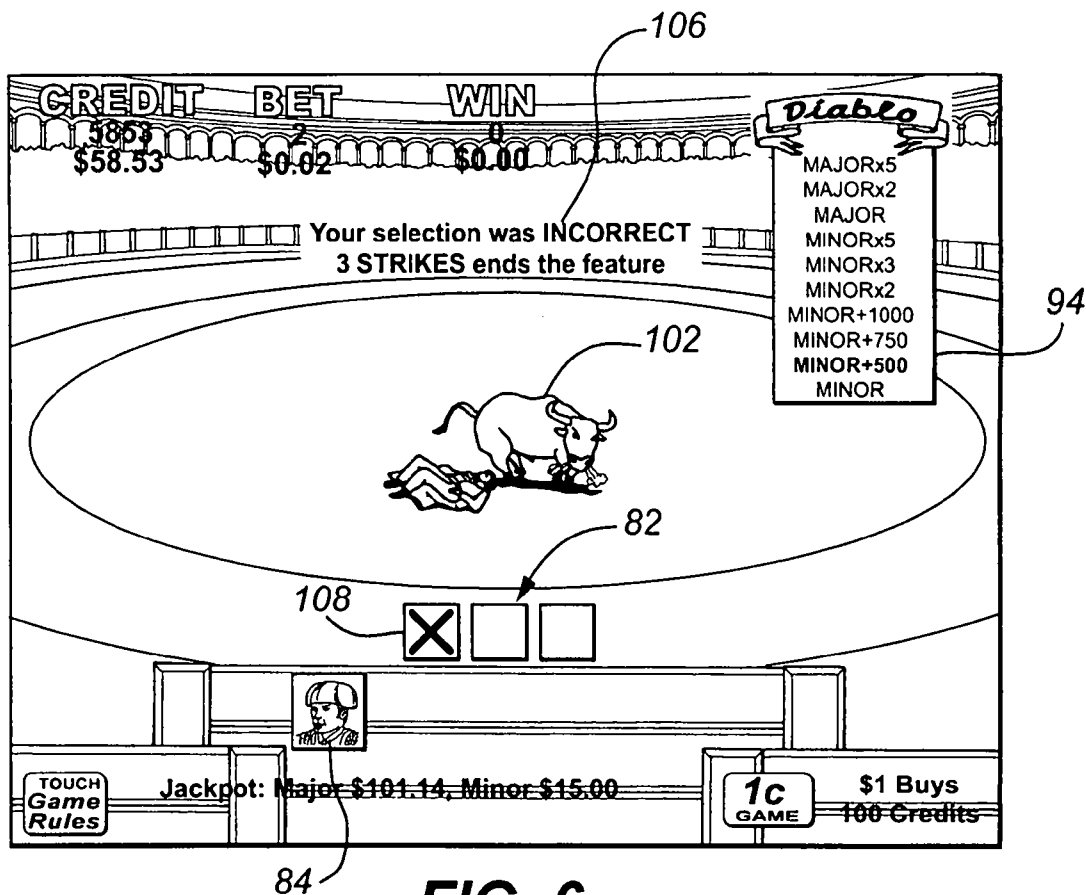 106
CREDIT BET WIN
5853 2 0
$58.53 $0.02 $0.00
Diablo
MAJORx5
MAJORx2
MAJOR
MINORx5
MINORx3
MINORx2
MINOR+1000
MINOR+750
MINOR+500
MINOR
Your selection was INCORRECT
3 STRIKES ends the feature
94
102
82
108
TOUCH
Game
Rules
Jackpot: Major $101.14, Minor $15.00
1c
GAME
$1 Buys
100 Credits
84
FIG. 6